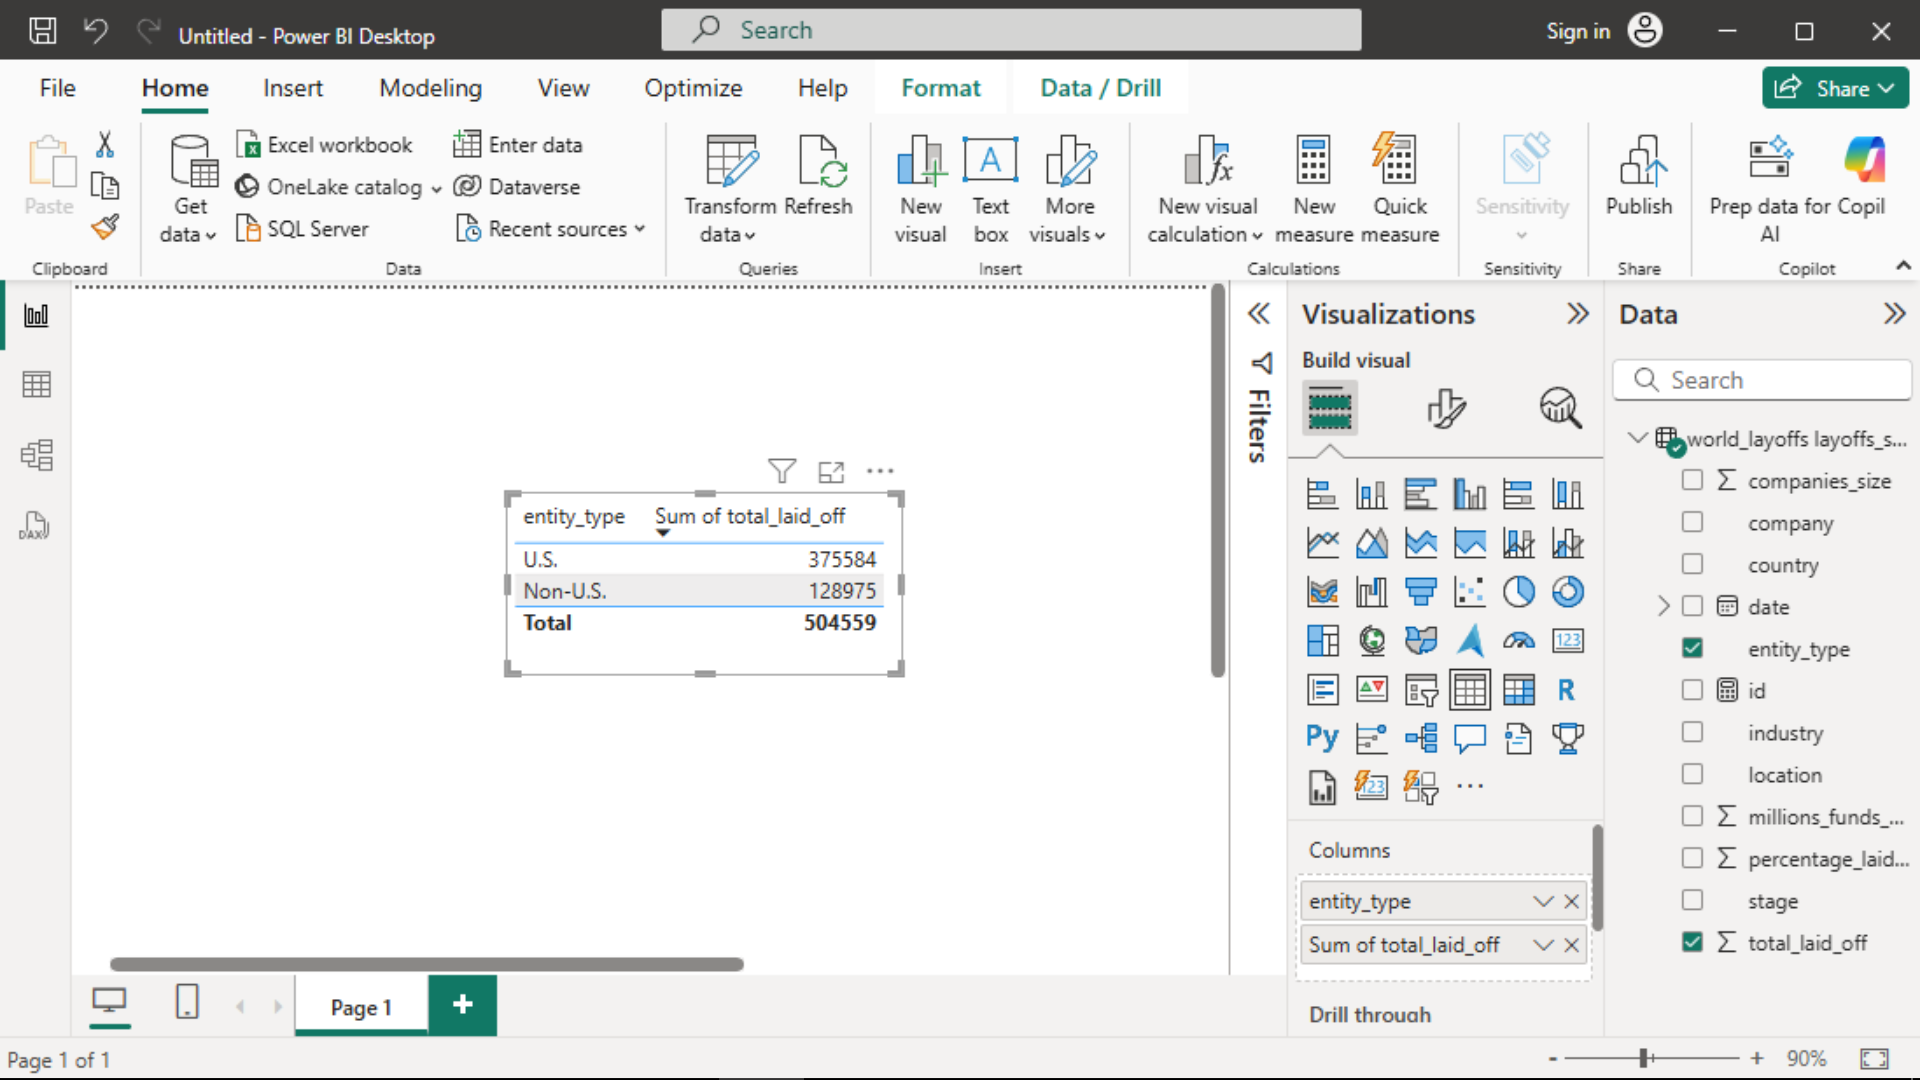 Untitled - Power BI Desktop
Search
Sign in
File
Home
Insert
Modeling
View
Optimize
Help
Format
Data / Drill
Share
Paste
Get data
Excel workbook
OneLake catalog
SQL Server
Enter data
Dataverse
Recent sources
Transform data
Refresh
New visual
Text box
More visuals
New visual calculation
New measure
Quick measure
Sensitivity
Publish
Prep data for AI
Copil
Clipboard
Data
Queries
Insert
Calculations
Sensitivity
Share
Copilot
entity_type Sum of total_laid_off
U.S. 375584
Non-U.S. 128975
Total 504559
Filters
Visualizations
Build visual
R
Py
123
123
Columns
entity_type
Sum of total_laid_off
Drill through
Data
Search
world_layoffs layoffs_s...
companies_size
company
country
date
entity_type
id
industry
location
millions_funds_...
percentage_laid...
stage
total_laid_off
DAX
Page 1
Page 1 of 1
90%